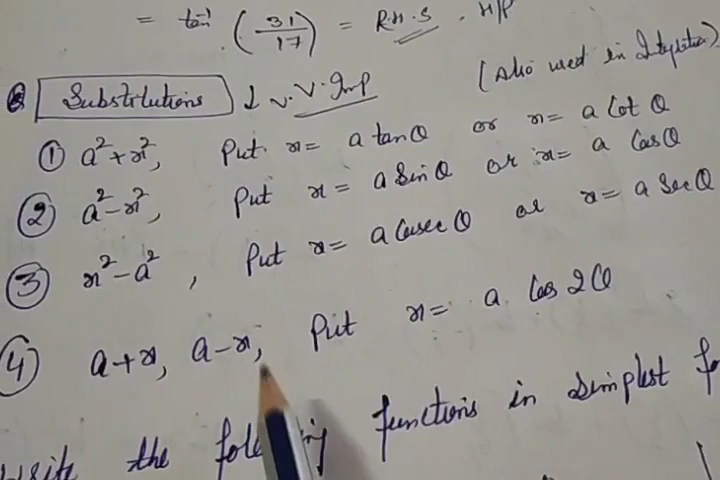 = tan⁻¹ (31/17) = R.H.S. H/P
Substitutions ↓ V.V.Imp (Also used in Integration)
① a²+x², Put x = a tanθ or x = a Cotθ
② a²-x², Put x = a Sinθ or x = a Cosθ
③ x²-a², Put x = a Cosecθ or x = a Secθ
④ a+x, a-x, Put x = a Cos2θ
write the following functions in simplest